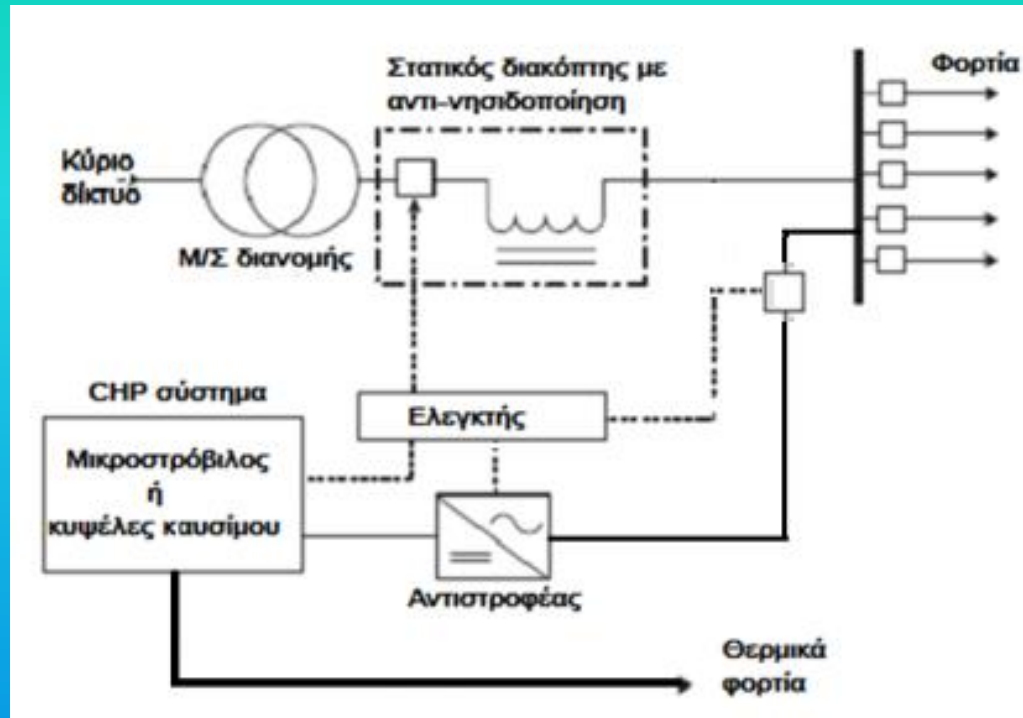 Στατικός διακόπτης με
αντι-νησιδοποίηση
Φορτία
Κύριο
δίκτυο
Μ/Σ διανομής
CHP σύστημα
Ελεγκτής
Μικροστρόβιλος
ή
κυψέλες καυσίμου
Αντιστροφέας
Θερμικά
φορτία